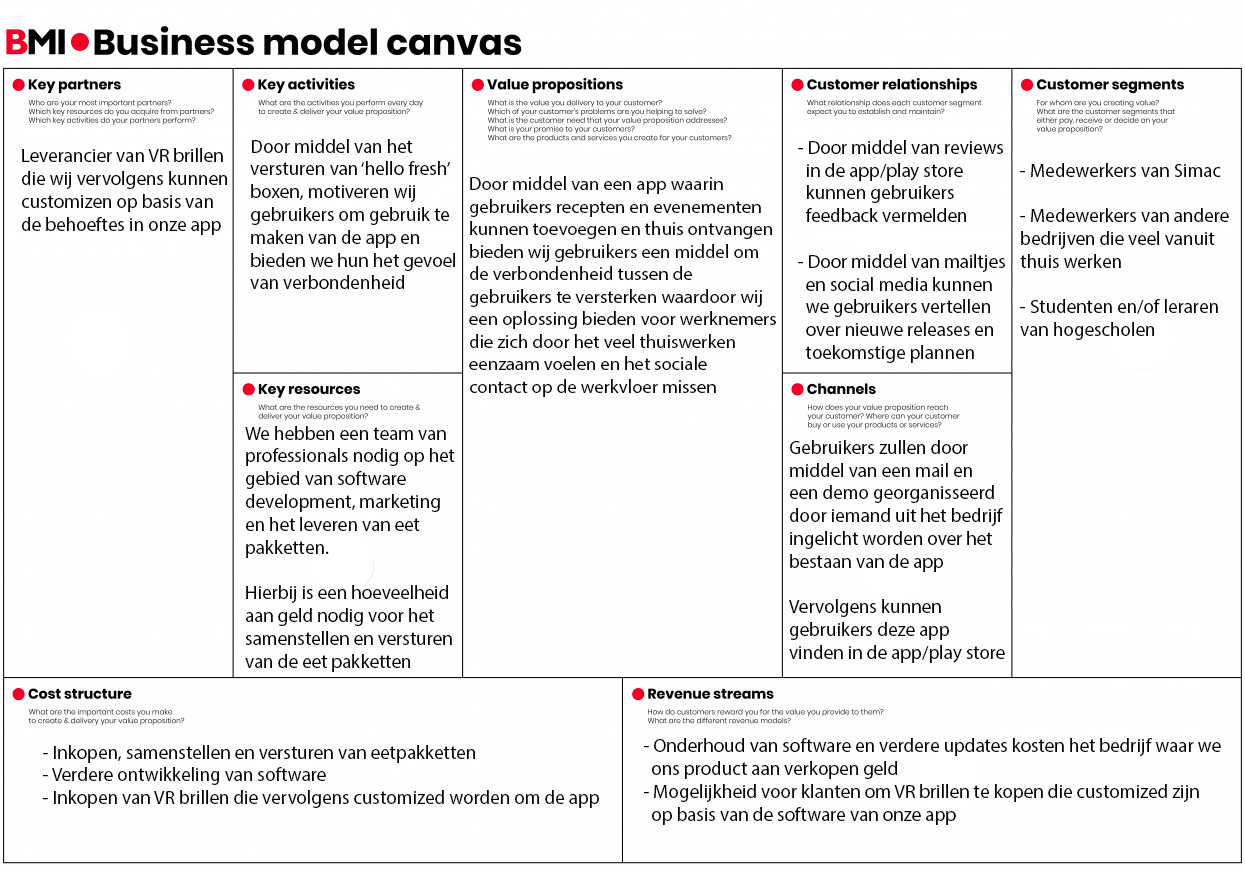 BMI Business model canvas
Key partners
Who are your most important partners?
Which key resources do you acquire from partners?
Which key activities do your partners perform?
Leverancier van VR brillen
die wij vervolgens kunnen
customizen op basis van
de behoeftes in onze app
Key activities
What are the activities you perform every day
to create & deliver your value proposition?
Door middel van het
versturen van ‘hello fresh’
boxen, motiveren wij
gebruikers om gebruik te
maken van de app en
bieden we hun het gevoel
van verbondenheid
Key resources
What are the resources you need to create &
deliver your value proposition?
We hebben een team van
professionals nodig op het
gebied van software
development, marketing
en het leveren van eet
pakketten.
Hierbij is een hoeveelheid
aan geld nodig voor het
samenstellen en versturen
van de eet pakketten
Value propositions
What is the value you delivery to your customer?
Which of your customer's problems are you helping to solve?
What is the customer need that your value proposition addresses?
What is your promise to your customers?
What are the products and services you create for your customers?
Door middel van een app waarin
gebruikers recepten en evenementen
kunnen toevoegen en thuis ontvangen
bieden wij gebruikers een middel om
de verbondenheid tussen de
gebruikers te versterken waardoor wij
een oplossing bieden voor werknemers
die zich door het veel thuiswerken
eenzaam voelen en het sociale
contact op de werkvloer missen
Customer relationships
What relationship does each customer segment
expect you to establish and maintain?
- Door middel van reviews
in de app/play store
kunnen gebruikers
feedback vermelden
- Door middel van mailtjes
en social media kunnen
we gebruikers vertellen
over nieuwe releases en
toekomstige plannen
Channels
How does your value proposition reach
your customer? Where can your customer
buy or use your products or services?
Gebruikers zullen door
middel van een mail en
een demo georganisseerd
door iemand uit het bedrijf
ingelicht worden over het
bestaan van de app
Vervolgens kunnen
gebruikers deze app
vinden in de app/play store
Customer segments
For whom are you creating value?
What are the customer segments that
either pay, receive or decide on your
value proposition?
- Medewerkers van Simac
- Medewerkers van andere
bedrijven die veel vanuit
thuis werken
- Studenten en/of leraren
van hogescholen
Cost structure
What are the important costs you make
to create & delivery your value proposition?
- Inkopen, samenstellen en versturen van eetpakketten
- Verdere ontwikkeling van software
- Inkopen van VR brillen die vervolgens customized worden om de app
Revenue streams
How do customers reward you for the value you provide to them?
What are the different revenue models?
- Onderhoud van software en verdere updates kosten het bedrijf waar we
ons product aan verkopen geld
- Mogelijkheid voor klanten om VR brillen te kopen die customized zijn
op basis van de software van onze app